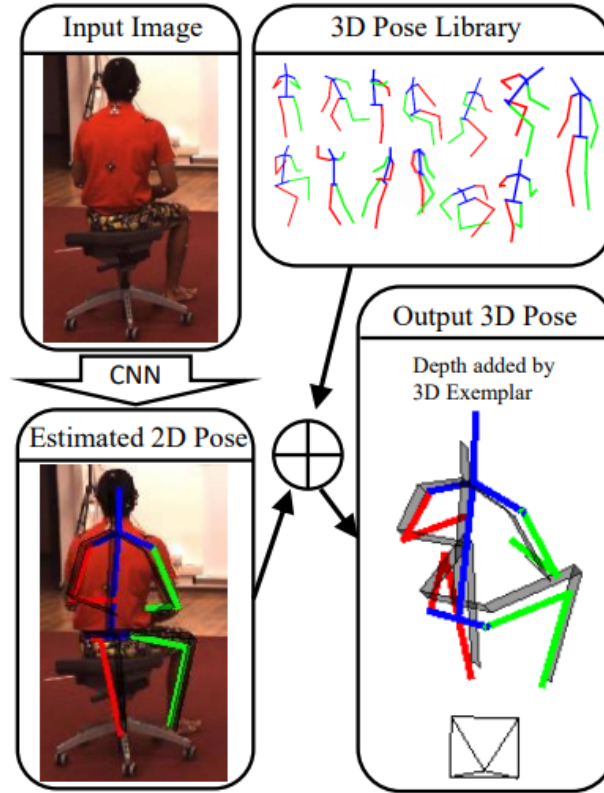 Input Image
3D Pose Library
CNN
Estimated 2D Pose
Output 3D Pose
Depth added by
3D Exemplar